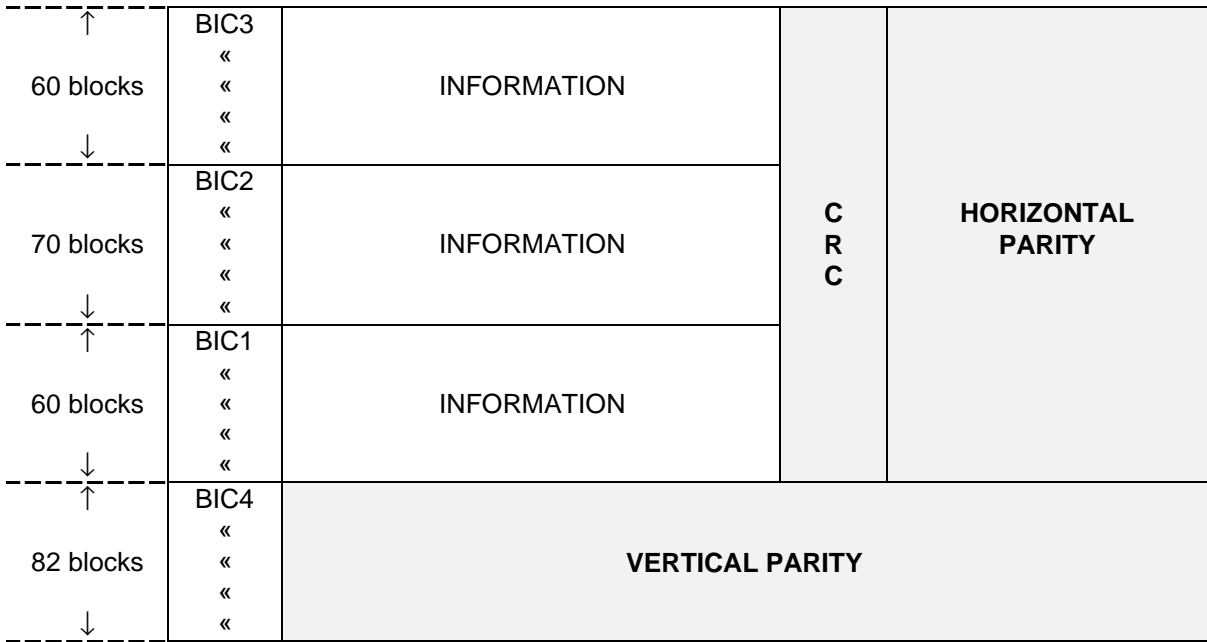 ↑ BIC3
«
60 blocks « INFORMATION
«
↓ «
BIC2
« C HORIZONTAL
70 blocks « INFORMATION R PARITY
« C
↓ «
↑ BIC1
«
60 blocks « INFORMATION
«
↓ «
↑ BIC4
«
82 blocks « VERTICAL PARITY
«
↓ «